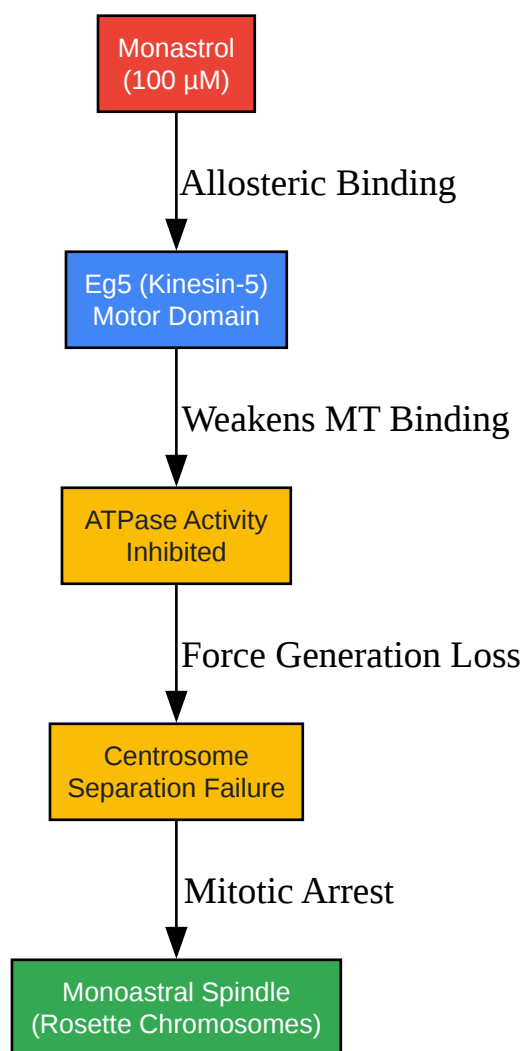 Monastrol
(100 µM)
Allosteric Binding
Eg5 (Kinesin-5)
Motor Domain
Weakens MT Binding
ATPase Activity
Inhibited
Force Generation Loss
Centrosome
Separation Failure
Mitotic Arrest
Monoastral Spindle
(Rosette Chromosomes)